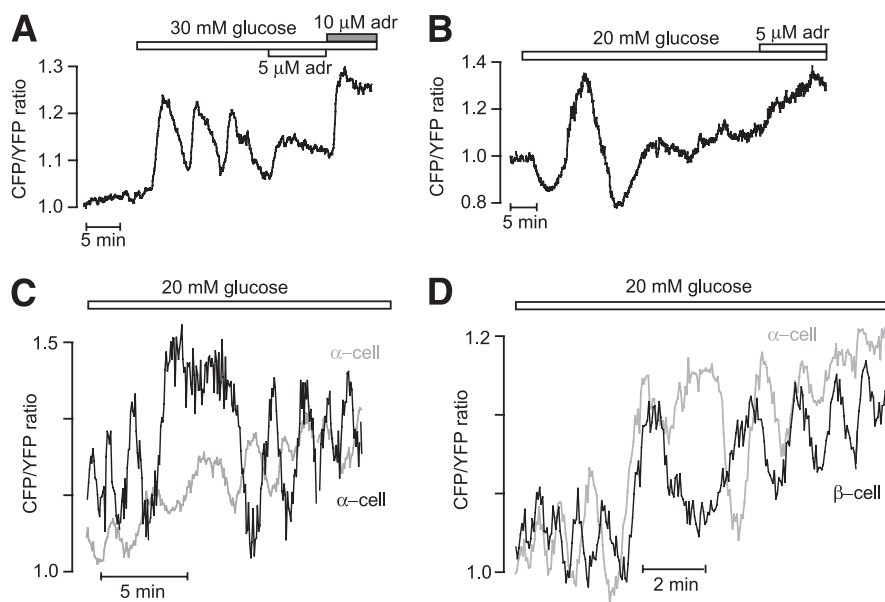 A
30 mM glucose
10 µM adr
5 µM adr
CFP/YFP ratio
1.3
1.2
1.1
1.0
5 min
B
20 mM glucose
5 µM adr
CFP/YFP ratio
1.4
1.2
1.0
0.8
5 min
C
20 mM glucose
CFP/YFP ratio
1.5
1.0
α-cell
α-cell
5 min
D
20 mM glucose
CFP/YFP ratio
1.2
1.0
α-cell
β-cell
2 min